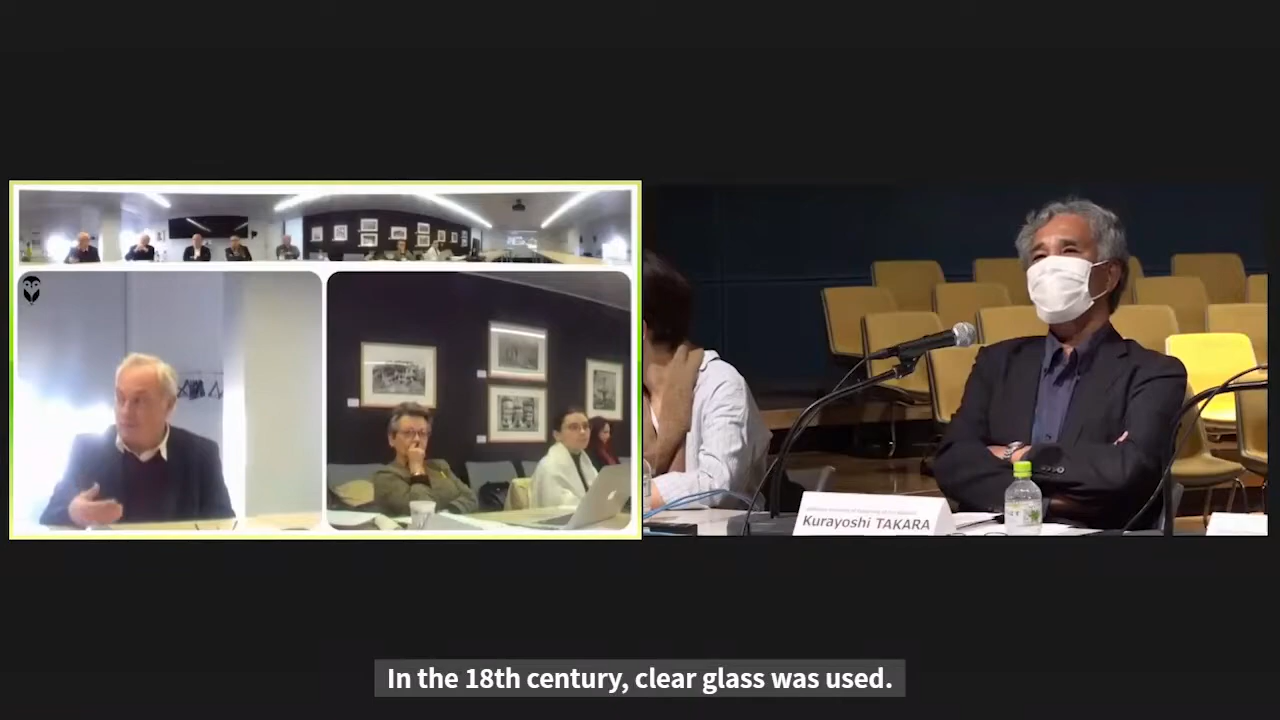 Kurayoshi TAKARA
In the 18th century, clear glass was used.